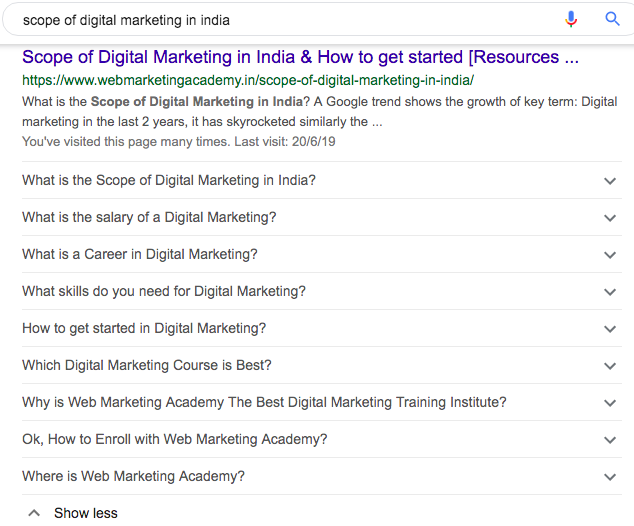 scope of digital marketing in india
Scope of Digital Marketing in India & How to get started [Resources ...
https://www.webmarketingacademy.in/scope-of-digital-marketing-in-india/
What is the Scope of Digital Marketing in India? A Google trend shows the growth of key term: Digital
marketing in the last 2 years, it has skyrocketed similarly the ...
You've visited this page many times. Last visit: 20/6/19
What is the Scope of Digital Marketing in India?
What is the salary of a Digital Marketing?
What is a Career in Digital Marketing?
What skills do you need for Digital Marketing?
How to get started in Digital Marketing?
Which Digital Marketing Course is Best?
Why is Web Marketing Academy The Best Digital Marketing Training Institute?
Ok, How to Enroll with Web Marketing Academy?
Where is Web Marketing Academy?
Show less